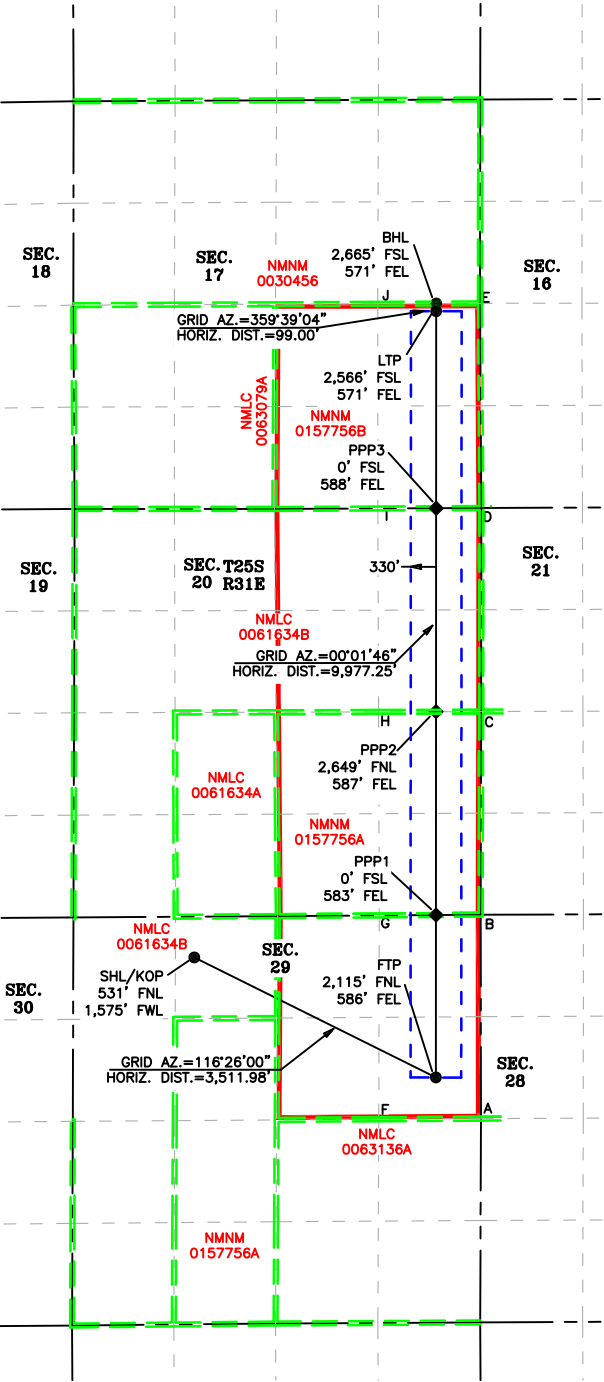 BHL
2,665' FSL
571' FEL
SEC.
18
SEC.
17
NMNM
0030456
SEC.
16
J
E
GRID AZ.=359°39'04"
HORIZ. DIST.=99.00'
LTP
2,566' FSL
571' FEL
NMLC
0063079A
NMNM
0157756B
PPP3
0' FSL
588' FEL
I
D
SEC.
19
SEC.
20
T25S
R31E
330'
SEC.
21
NMLC
0061634B
GRID AZ.=00°01'46"
HORIZ. DIST.=9,977.25'
H
C
PPP2
2,649' FNL
587' FEL
NMLC
0061634A
NMNM
0157756A
PPP1
0' FSL
583' FEL
G
B
NMLC
0061634B
SEC.
29
SHL/KOP
531' FNL
1,575' FWL
FTP
2,115' FNL
586' FEL
SEC.
30
GRID AZ.=116°26'00"
HORIZ. DIST.=3,511.98'
SEC.
28
F
A
NMLC
0063136A
NMNM
0157756A